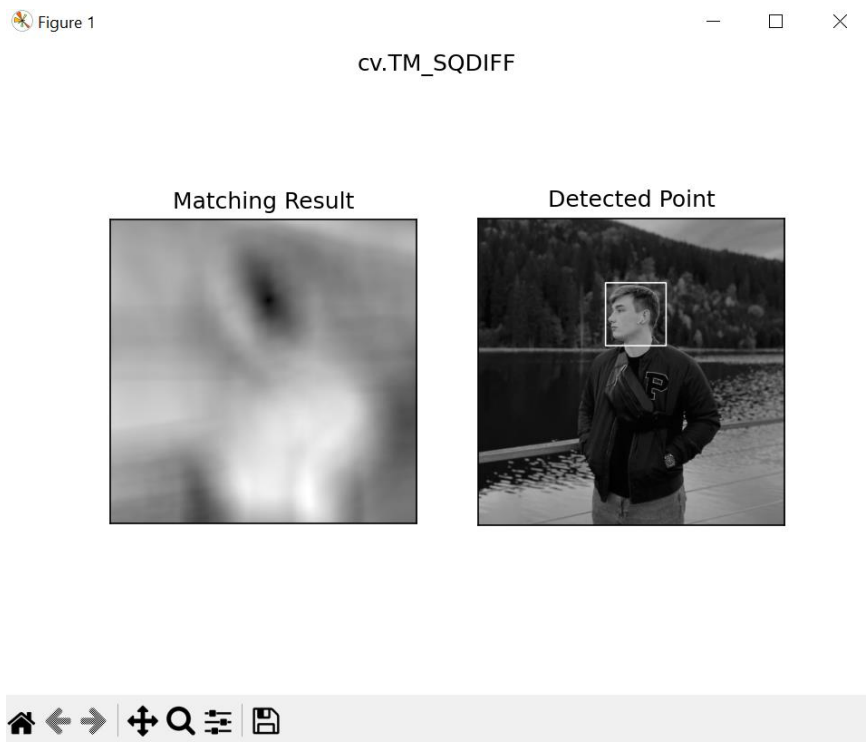 Figure 1
cv.TM_SQDIFF
Matching Result
Detected Point
P